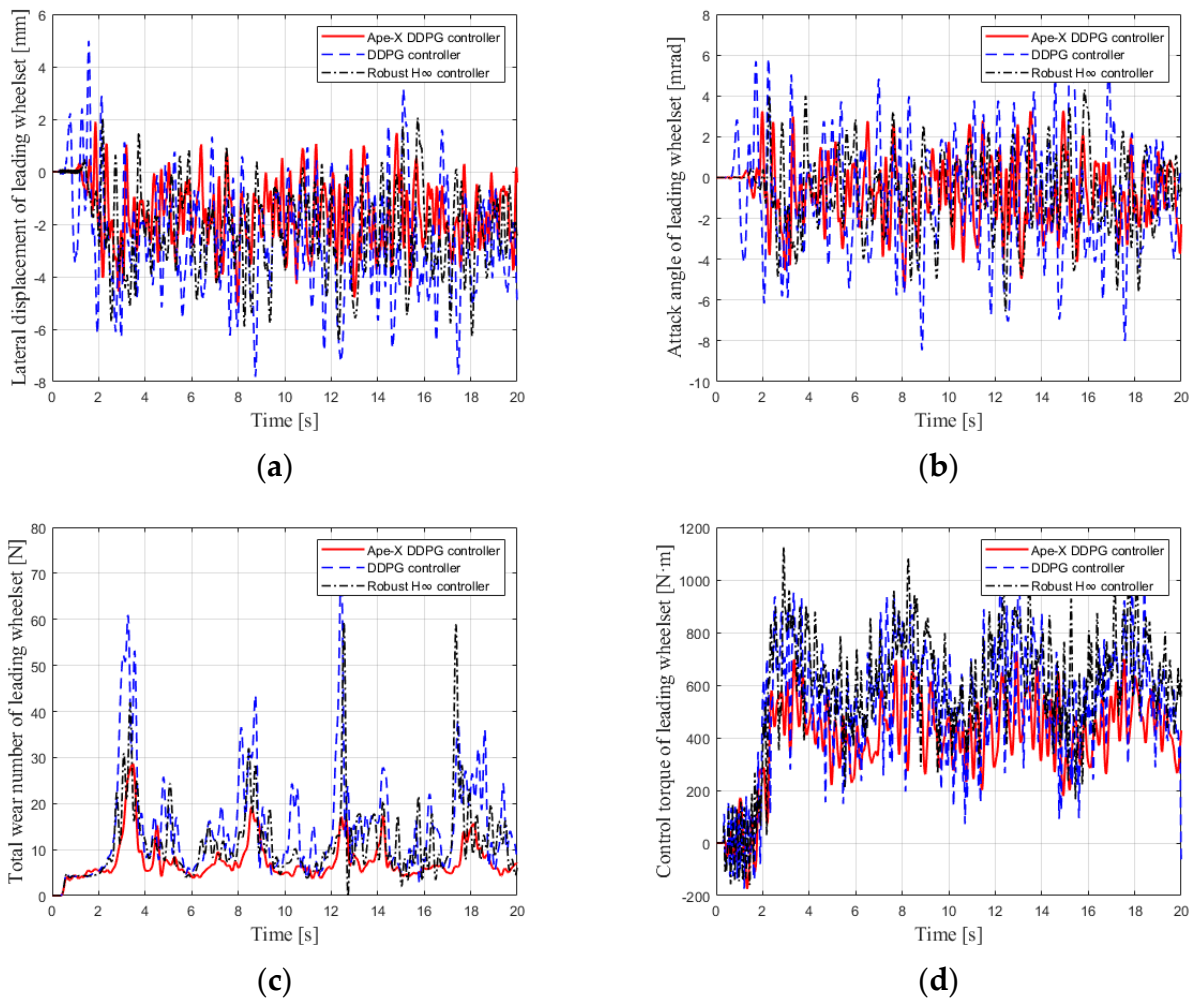 Lateral displacement of leading wheelset [mm]
6
4
2
0
-2
-4
-6
-8
Ape-X DDPG controller
DDPG controller
Robust H∞ controller
0 2 4 6 8 10 12 14 16 18 20
Time [s]
(a)
Attack angle of leading wheelset [mrad]
8
6
4
2
0
-2
-4
-6
-8
-10
Ape-X DDPG controller
DDPG controller
Robust H∞ controller
0 2 4 6 8 10 12 14 16 18 20
Time [s]
(b)
Total wear number of leading wheelset [N]
80
70
60
50
40
30
20
10
0
Ape-X DDPG controller
DDPG controller
Robust H∞ controller
0 2 4 6 8 10 12 14 16 18 20
Time [s]
(c)
Control torque of leading wheelset [N·m]
1200
1000
800
600
400
200
0
-200
Ape-X DDPG controller
DDPG controller
Robust H∞ controller
0 2 4 6 8 10 12 14 16 18 20
Time [s]
(d)